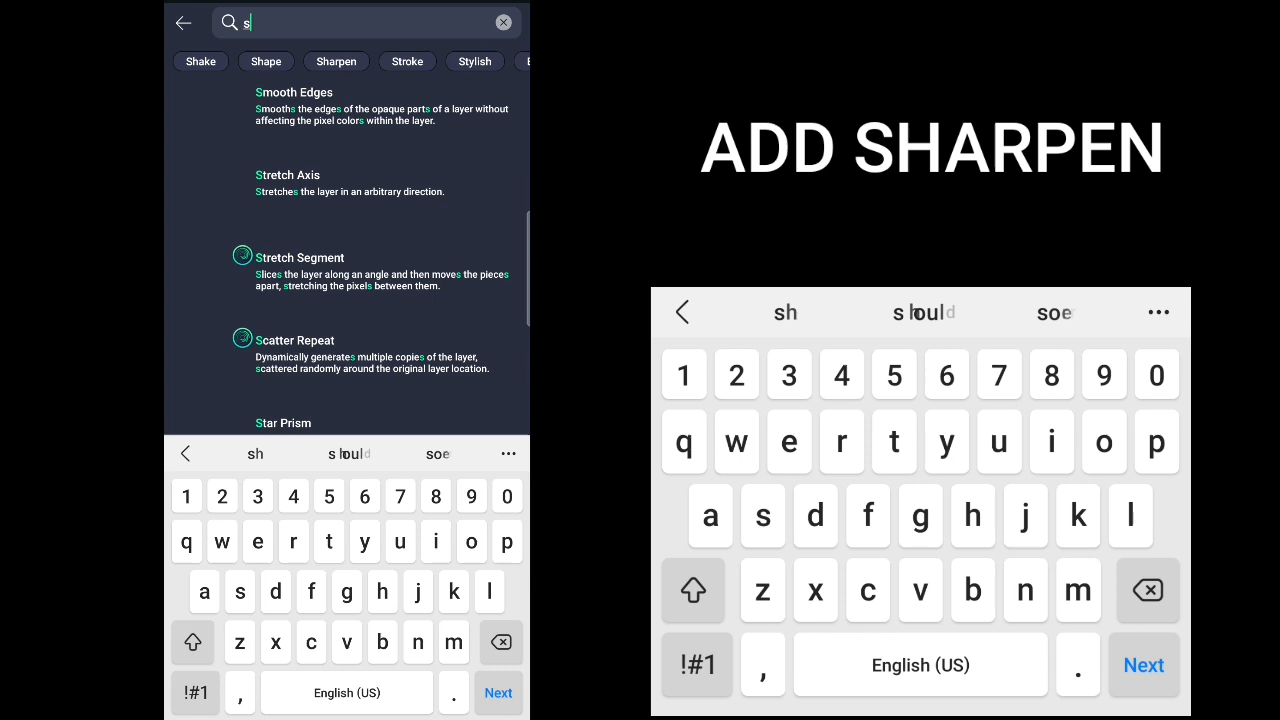 s
Shake Shape Sharpen Stroke Stylish
Smooth Edges
Smooths the edges of the opaque parts of a layer without
affecting the pixel colors within the layer.
Stretch Axis
Stretches the layer in an arbitrary direction.
Stretch Segment
Slices the layer along an angle and then moves the pieces
apart, stretching the pixels between them.
Scatter Repeat
Dynamically generates multiple copies of the layer,
scattered randomly around the original layer location.
Star Prism
sh should soe
1 2 3 4 5 6 7 8 9 0
q w e r t y u i o p
a s d f g h j k l
z x c v b n m
!#1 , English (US) . Next
ADD SHARPEN
sh should soe
1 2 3 4 5 6 7 8 9 0
q w e r t y u i o p
a s d f g h j k l
z x c v b n m
!#1 , English (US) . Next